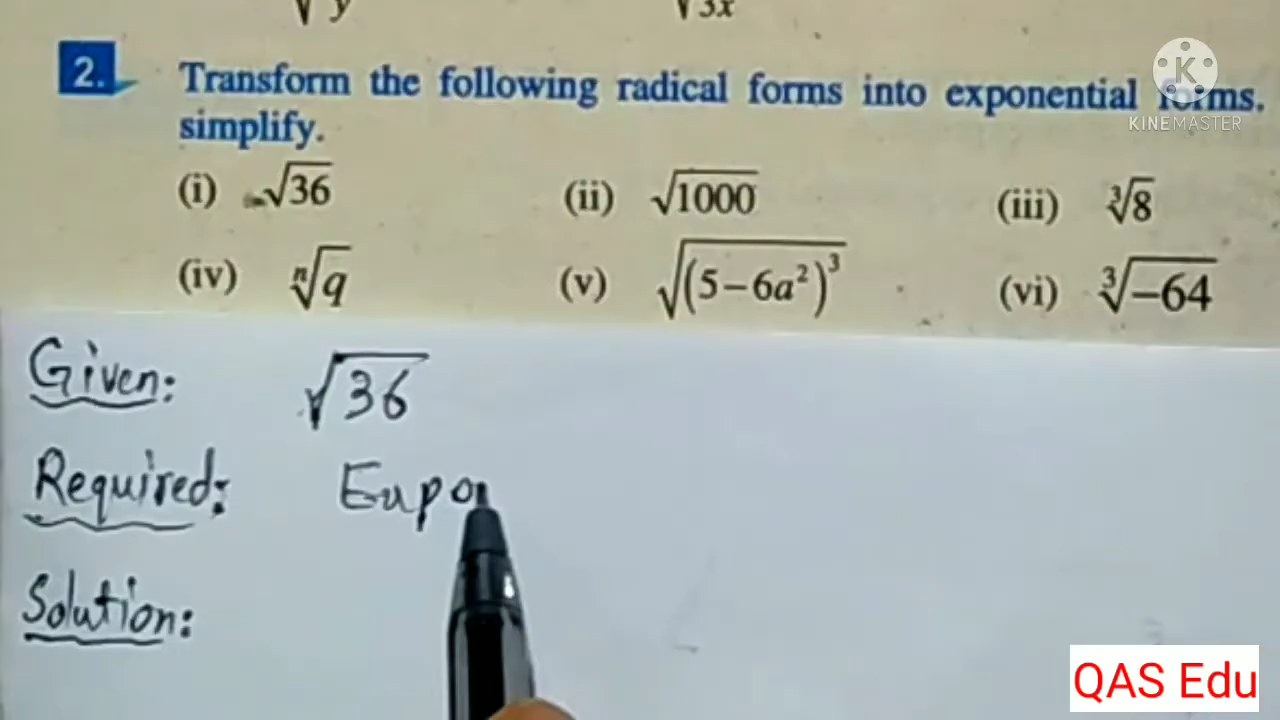 √y √3x
2. Transform the following radical forms into exponential forms.
simplify.
(i) √36 (ii) √1000 (iii) ∛8
(iv) ⁿ√q (v) √(5−6a²)³ (vi) ∛−64
KINEMASTER
Given: √36
Required: Expo
Solution:
QAS Edu